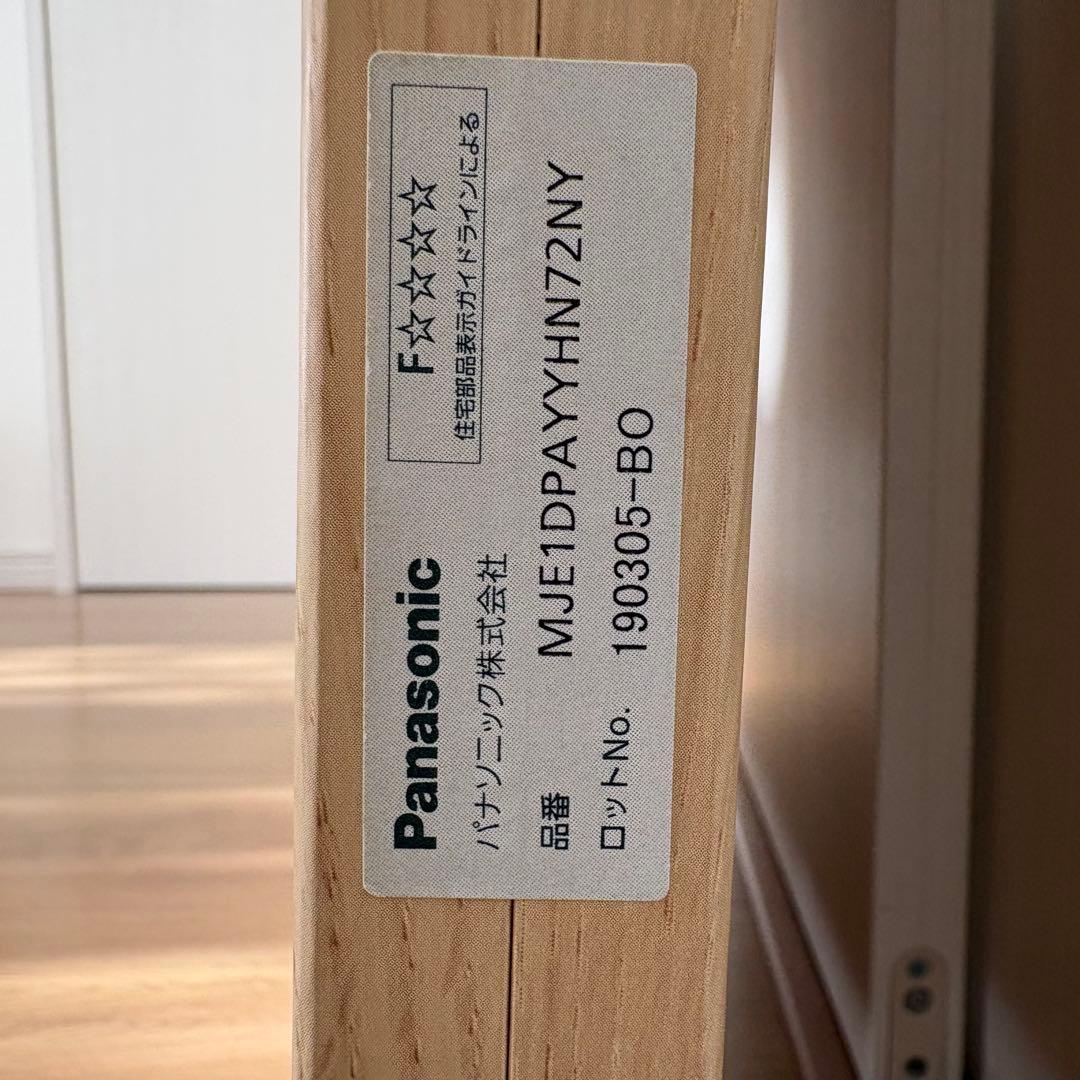 Panasonic
パナソニック株式会社
F☆☆☆☆
住宅部品表示ガイドラインによる
品番 MJE1DPAYYHN72NY
ロットNo. 190305-BO